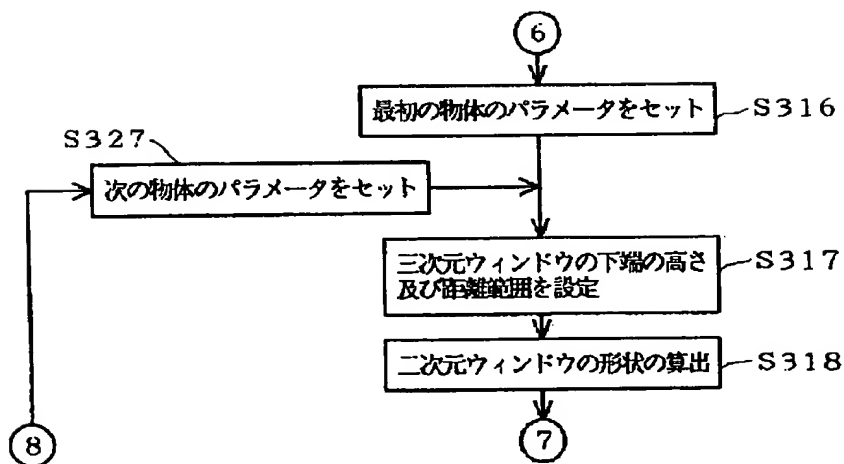 6
最初の物体のパラメータをセット
S316
S327
次の物体のパラメータをセット
三次元ウィンドウの下端の高さ
及び距離範囲を設定
S317
二次元ウィンドウの形状の算出
S318
8
7